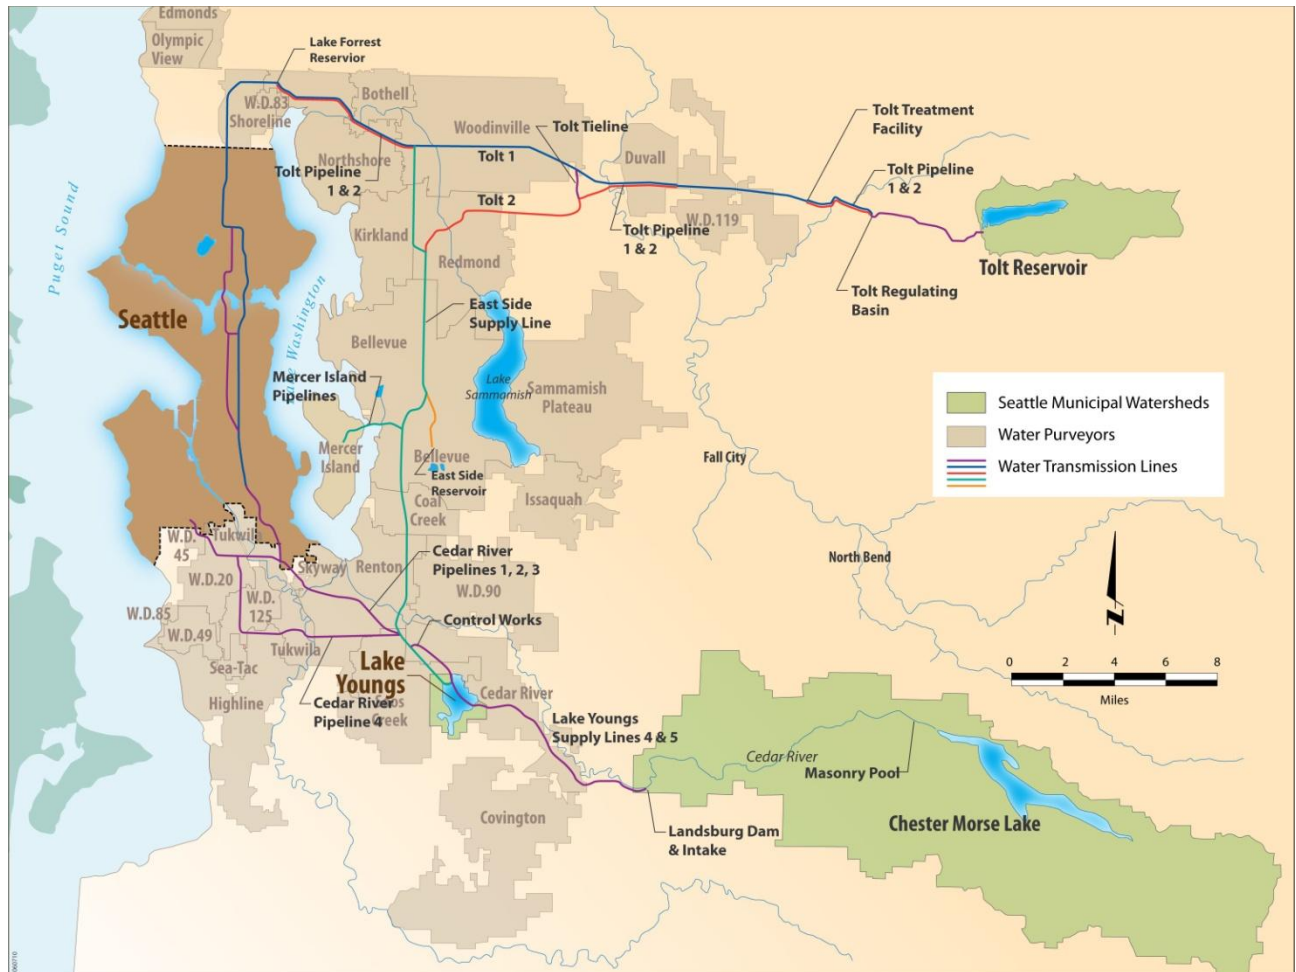 Edmonds
Olympic
View
Lake Forrest
Reservior
W.D.83
Shoreline
Bothell
Woodinville
Tolt Tieline
Duvall
Tolt Treatment
Facility
Northshore
Tolt Pipeline
1 & 2
Tolt 1
Tolt 2
Tolt Pipeline
1 & 2
W.D.119
Tolt Pipeline
1 & 2
Tolt Reservoir
Tolt Regulating
Basin
Puget Sound
Kirkland
Redmond
Seattle
Lake Washington
East Side
Supply Line
Bellevue
Mercer Island
Pipelines
Lake
Sammamish
Sammamish
Plateau
Seattle Municipal Watersheds
Water Purveyors
Water Transmission Lines
Mercer
Island
Bellevue
East Side
Reservoir
Fall City
Issaquah
Coal
Creek
W.D.
45
Tukwila
Skyway
Renton
Cedar River
Pipelines 1, 2, 3
North Bend
W.D.20
W.D.90
W.D.85
W.D.
125
W.D.49
Control Works
N
Tukwila
Sea-Tac
Lake
Youngs
0 2 4 6 8
Miles
Highline
Cedar River
Pipeline 4
Creek
Cedar River
Lake Youngs
Supply Lines 4 & 5
Cedar River
Masonry Pool
Covington
Landsburg Dam
& Intake
Chester Morse Lake